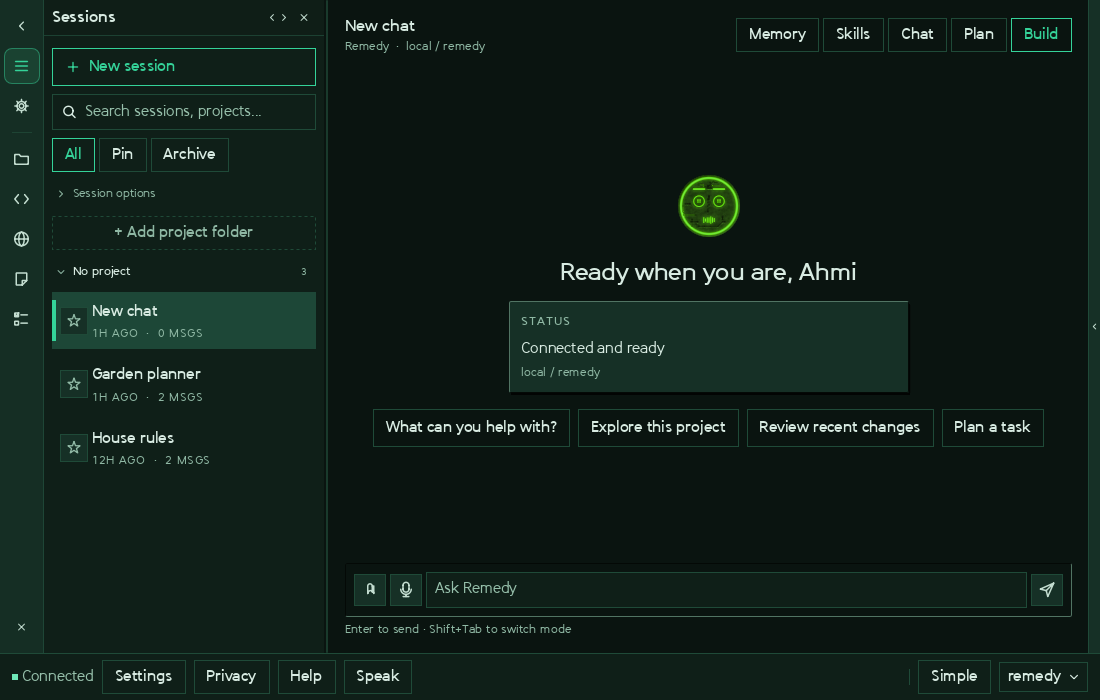 Sessions
+ New session
Search sessions, projects...
All
Pin
Archive
Session options
+ Add project folder
No project
3
New chat
1H AGO · 0 MSGS
Garden planner
1H AGO · 2 MSGS
House rules
12H AGO · 2 MSGS
New chat
Remedy · local / remedy
Memory
Skills
Chat
Plan
Build
Ready when you are, Ahmi
STATUS
Connected and ready
local / remedy
What can you help with?
Explore this project
Review recent changes
Plan a task
Ask Remedy
Enter to send · Shift+Tab to switch mode
Connected
Settings
Privacy
Help
Speak
Simple
remedy